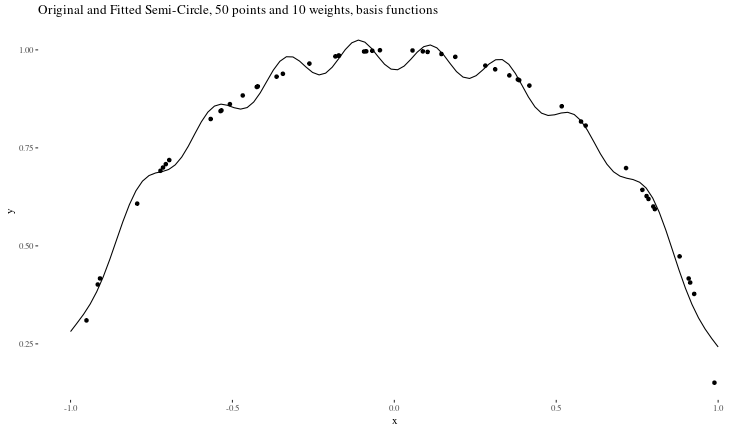 Original and Fitted Semi-Circle, 50 points and 10 weights, basis functions
1.00
0.75
y
0.50
0.25
-1.0 -0.5 0.0 0.5 1.0
x